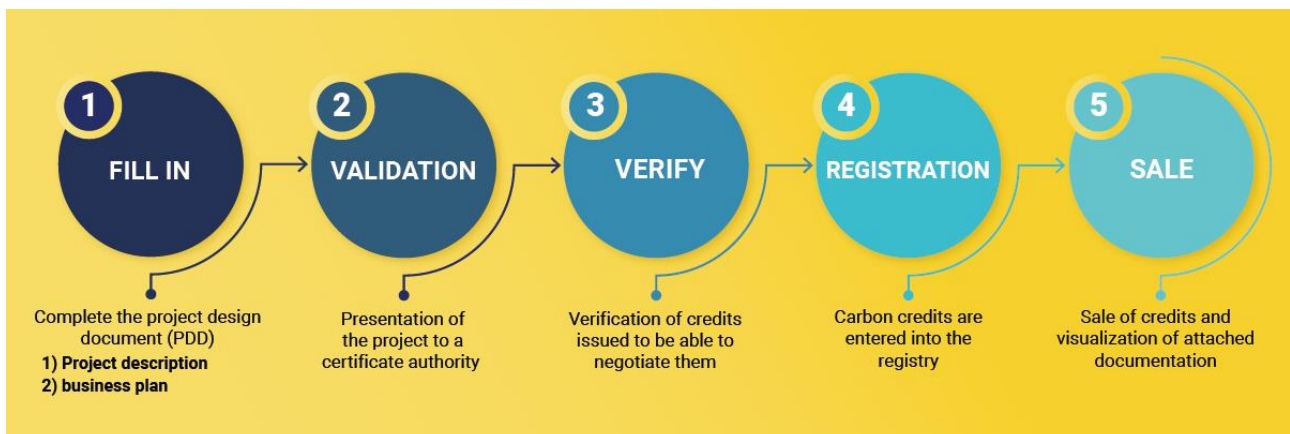 1
FILL IN
Complete the project design
document (PDD)
1) Project description
2) business plan
2
VALIDATION
Presentation of
the project to a
certificate authority
3
VERIFY
Verification of credits
issued to be able to
negotiate them
4
REGISTRATION
Carbon credits are
entered into the
registry
5
SALE
Sale of credits and
visualization of attached
documentation